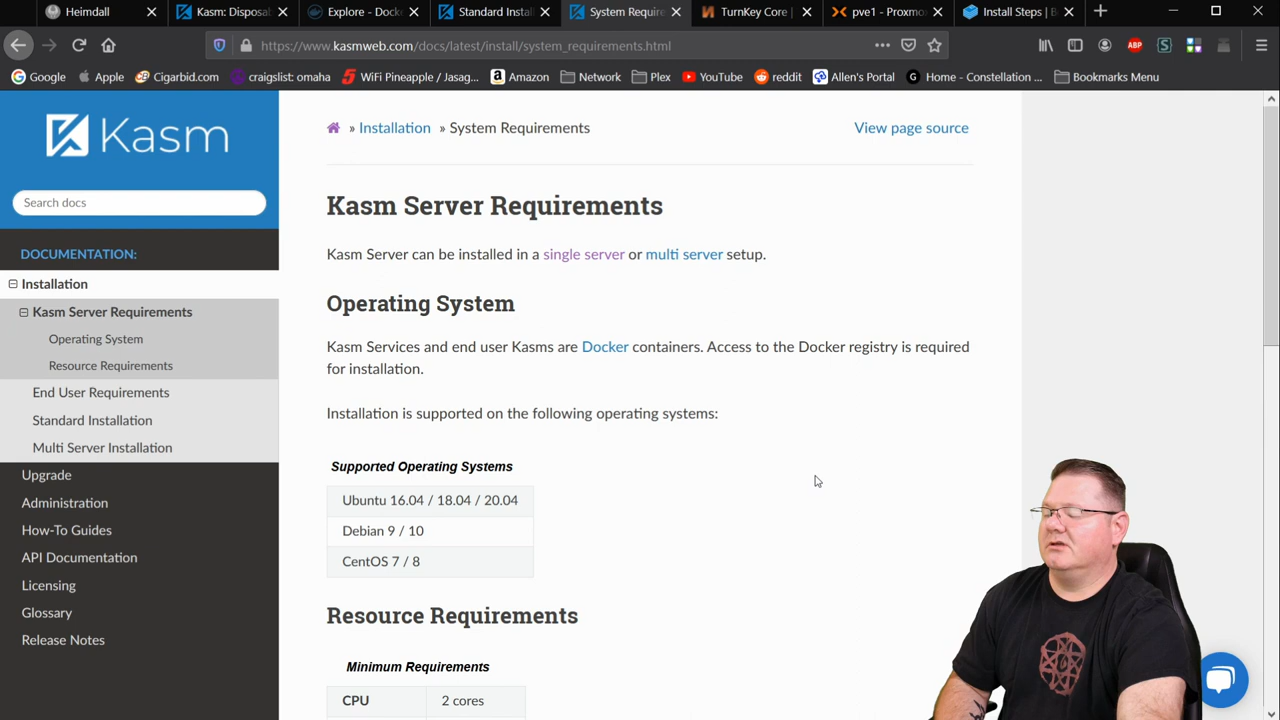 Heimdall
Kasm: Disposa
Explore - Dock
Standard Instal
System Require
TurnKey Core |
pve1 - Proxmo
Install Steps | B
https://www.kasmweb.com/docs/latest/install/system_requirements.html
ABP
Google
Apple
Cigarbid.com
craigslist: omaha
WiFi Pineapple / Jasag...
Amazon
Network
Plex
YouTube
reddit
Allen's Portal
Home - Constellation ...
Bookmarks Menu
Kasm
Search docs
DOCUMENTATION:
Installation
Kasm Server Requirements
Operating System
Resource Requirements
End User Requirements
Standard Installation
Multi Server Installation
Upgrade
Administration
How-To Guides
API Documentation
Licensing
Glossary
Release Notes
» Installation » System Requirements
View page source
Kasm Server Requirements
Kasm Server can be installed in a single server or multi server setup.
Operating System
Kasm Services and end user Kasms are Docker containers. Access to the Docker registry is required
for installation.
Installation is supported on the following operating systems:
Supported Operating Systems
Ubuntu 16.04 / 18.04 / 20.04
Debian 9 / 10
CentOS 7 / 8
Resource Requirements
Minimum Requirements
CPU 2 cores